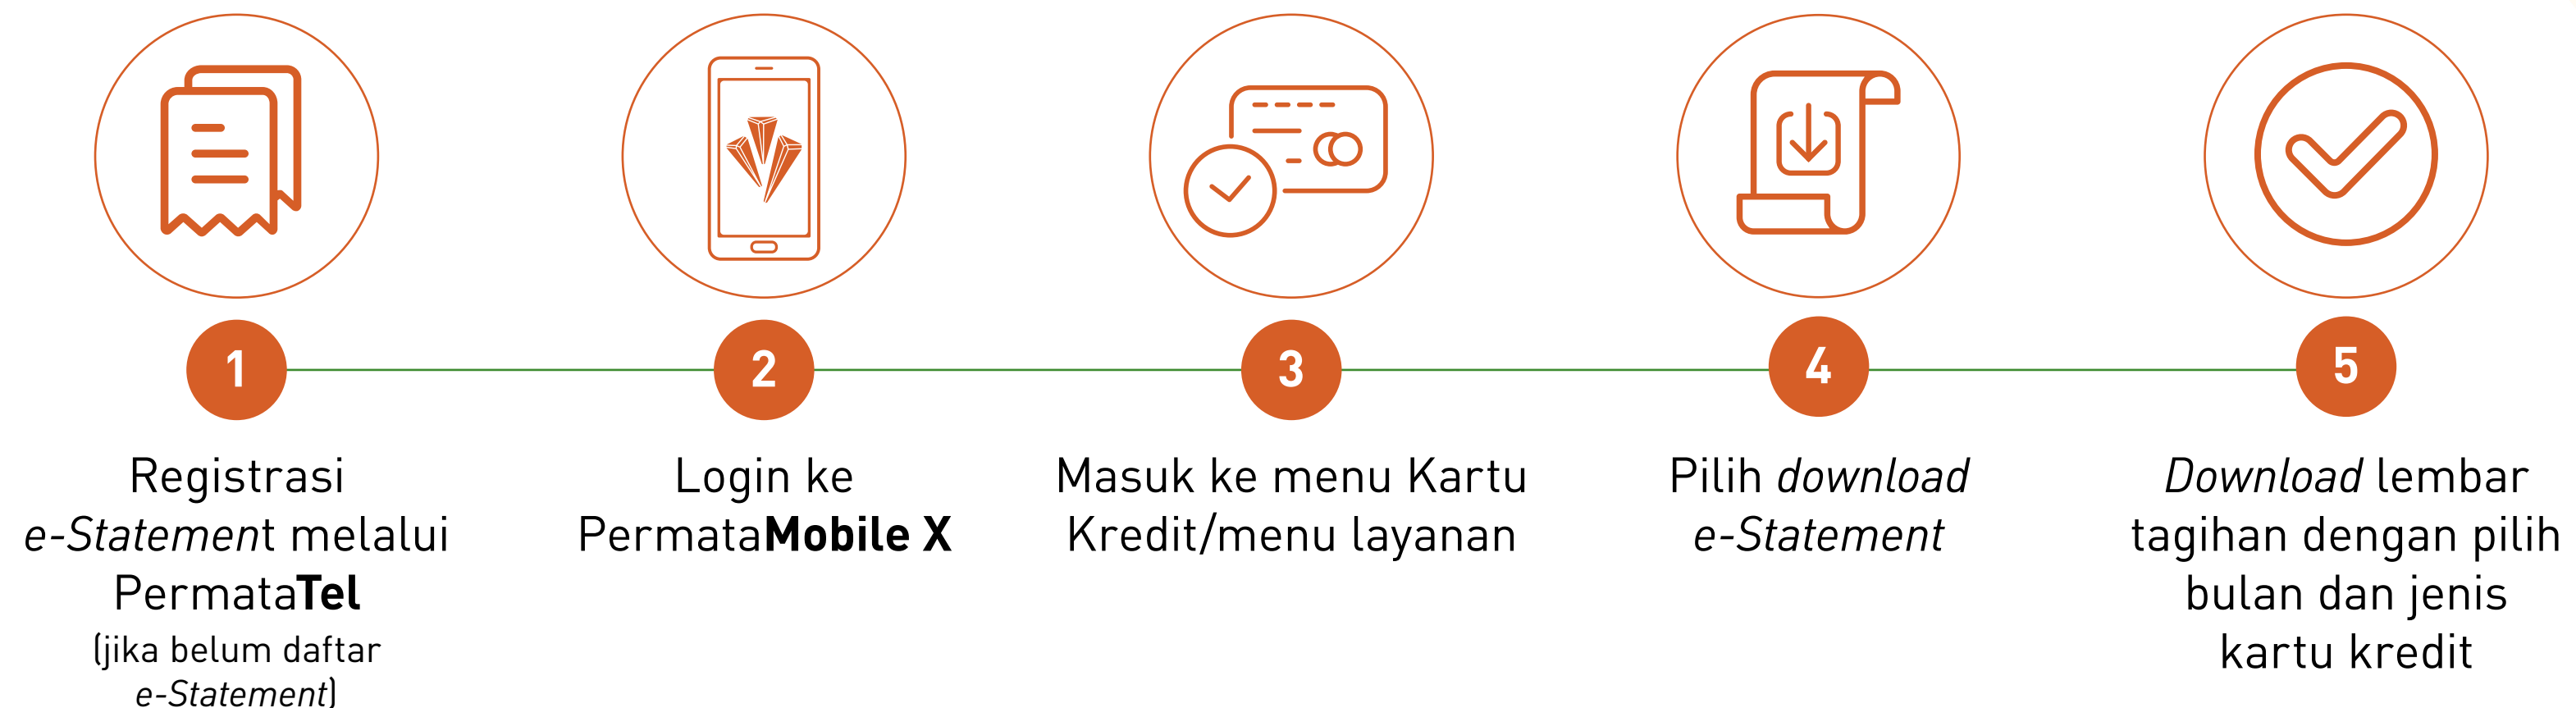 1
Registrasi
e-Statement melalui
PermataTel
(jika belum daftar
e-Statement)
2
Login ke
PermataMobile X
3
Masuk ke menu Kartu
Kredit/menu layanan
4
Pilih download
e-Statement
5
Download lembar
tagihan dengan pilih
bulan dan jenis
kartu kredit